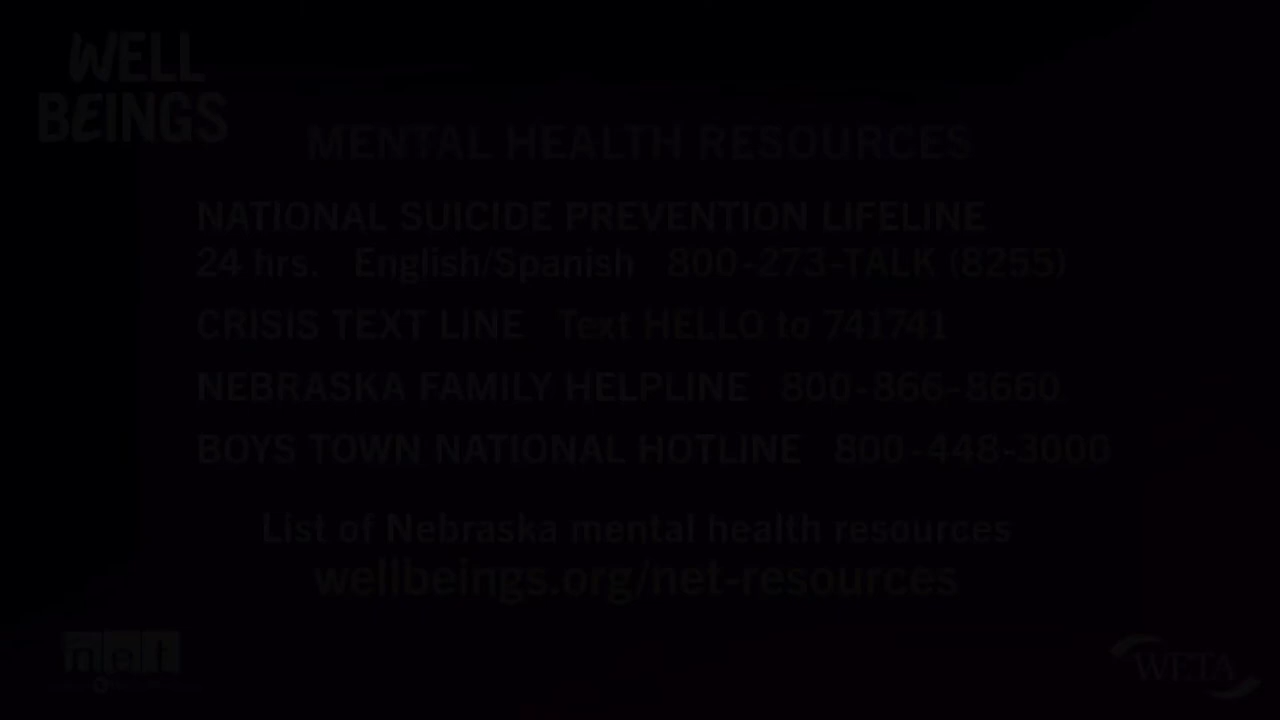 WELL
BEINGS
MENTAL HEALTH RESOURCES
NATIONAL SUICIDE PREVENTION LIFELINE
24 hrs. English/Spanish 800-273-TALK (8255)
CRISIS TEXT LINE Text HELLO to 741741
NEBRASKA FAMILY HELPLINE 800-866-8660
BOYS TOWN NATIONAL HOTLINE 800-448-3000
List of Nebraska mental health resources
wellbeings.org/net-resources
net
WETA